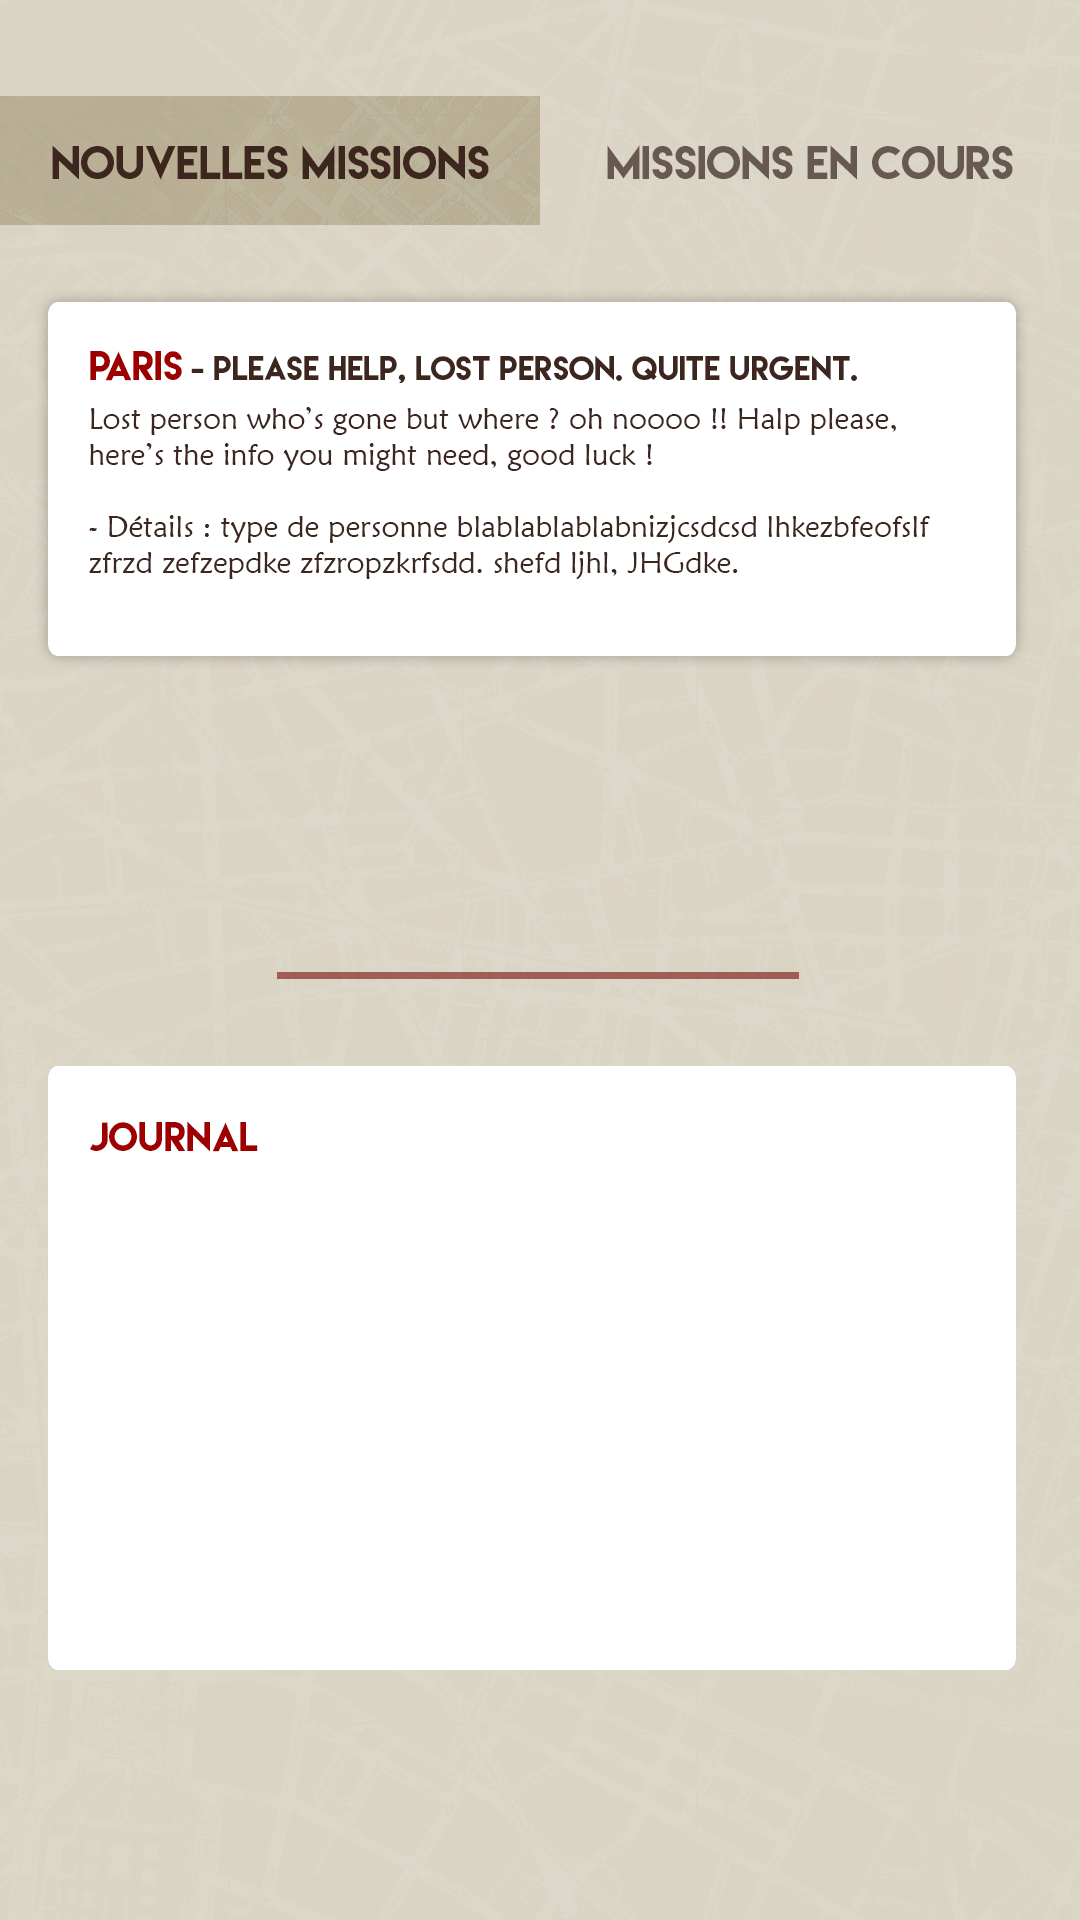 NOUVELLES MISSIONS
MISSIONS EN COURS
PARIS - PLEASE HELP, LOST PERSON. QUITE URGENT.
Lost person who’s gone but where ? oh noooo !! Halp please,
here’s the info you might need, good luck !
- Détails : type de personne blablablablabnizjcsdcsd lhkezbfeofslf
zfrzd zefzepdke zfzropzkrfsdd. shefd ljhl, JHGdke.
JOURNAL